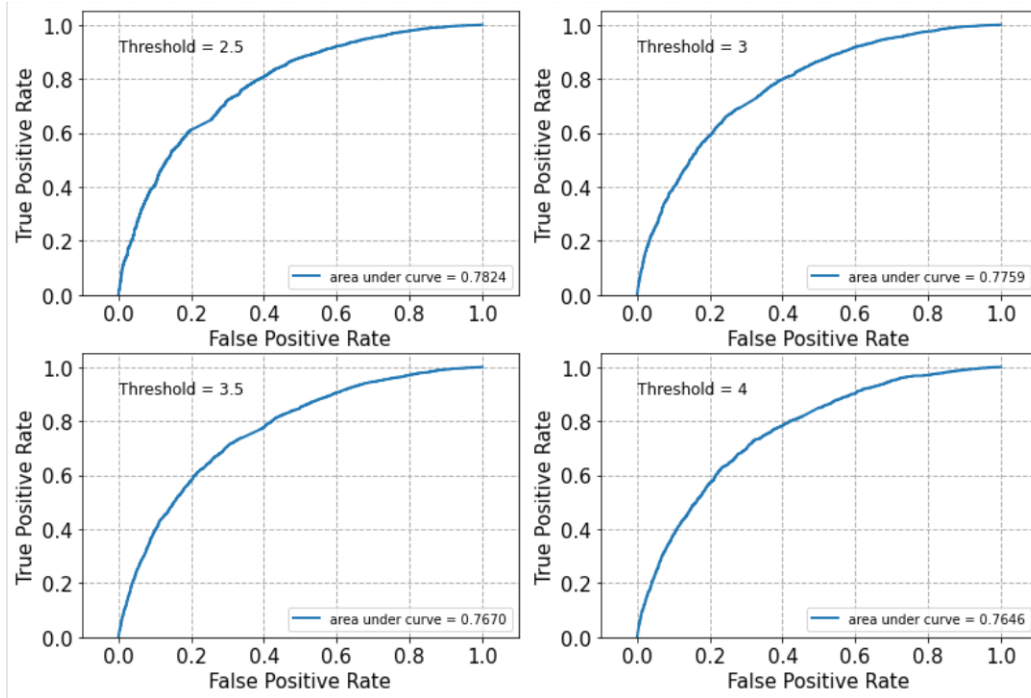 Threshold = 2.5
True Positive Rate
1.0
0.8
0.6
0.4
0.2
0.0
area under curve = 0.7824
0.0 0.2 0.4 0.6 0.8 1.0
False Positive Rate
Threshold = 3
True Positive Rate
1.0
0.8
0.6
0.4
0.2
0.0
area under curve = 0.7759
0.0 0.2 0.4 0.6 0.8 1.0
False Positive Rate
Threshold = 3.5
True Positive Rate
1.0
0.8
0.6
0.4
0.2
0.0
area under curve = 0.7670
0.0 0.2 0.4 0.6 0.8 1.0
False Positive Rate
Threshold = 4
True Positive Rate
1.0
0.8
0.6
0.4
0.2
0.0
area under curve = 0.7646
0.0 0.2 0.4 0.6 0.8 1.0
False Positive Rate